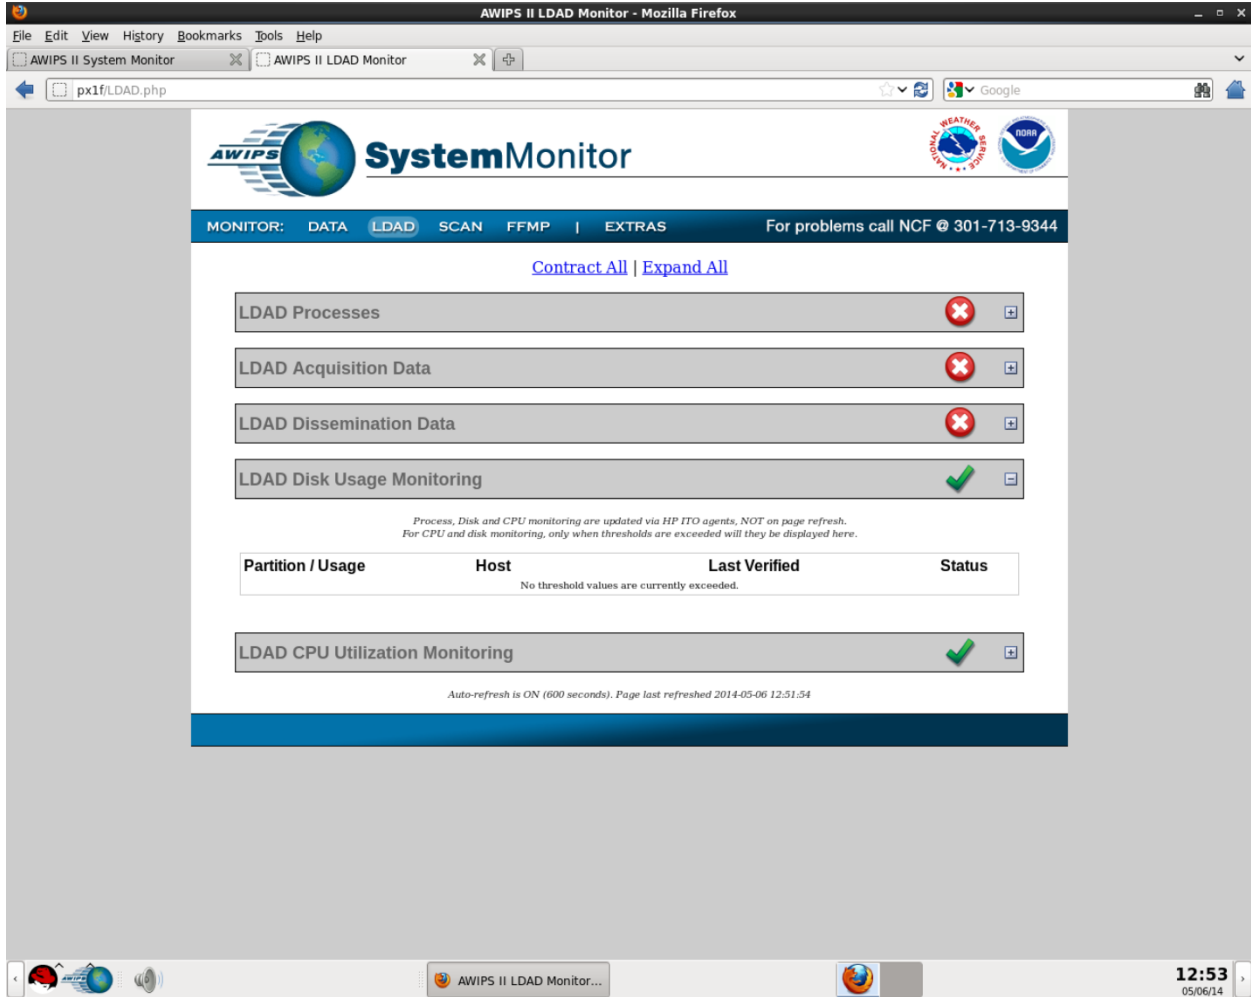 AWIPS II LDAD Monitor - Mozilla Firefox
File Edit View History Bookmarks Tools Help
AWIPS II System Monitor AWIPS II LDAD Monitor
px1f/LDAD.php Google
AWIPS SystemMonitor NATIONAL WEATHER SERVICE NOAA
MONITOR: DATA LDAD SCAN FFMP | EXTRAS For problems call NCF @ 301-713-9344
Contract All | Expand All
LDAD Processes
LDAD Acquisition Data
LDAD Dissemination Data
LDAD Disk Usage Monitoring
Process, Disk and CPU monitoring are updated via HP ITO agents, NOT on page refresh.
For CPU and disk monitoring, only when thresholds are exceeded will they be displayed here.
Partition / Usage Host Last Verified Status
No threshold values are currently exceeded.
LDAD CPU Utilization Monitoring
Auto-refresh is ON (600 seconds). Page last refreshed 2014-05-06 12:51:54
AWIPS AWIPS II LDAD Monitor... 12:53
05/06/14